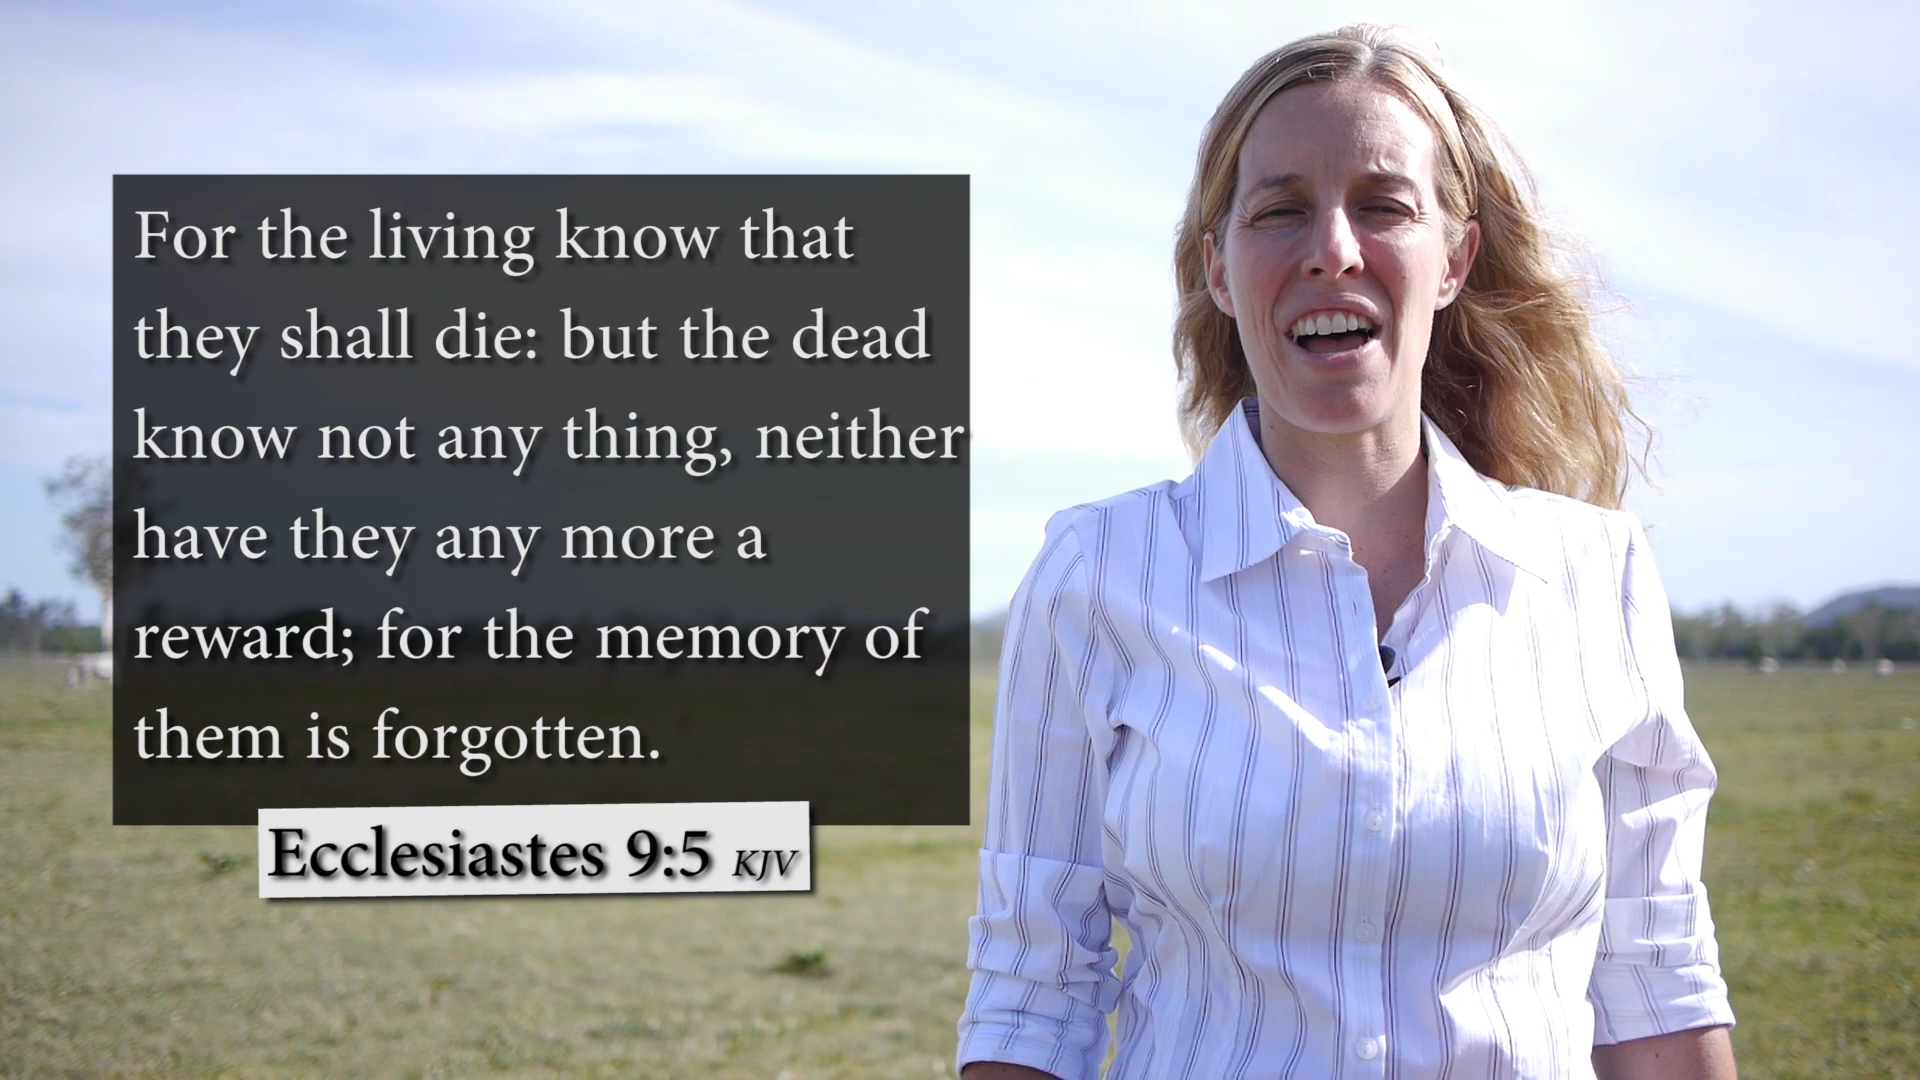 For the living know that
they shall die: but the dead
know not any thing, neither
have they any more a
reward; for the memory of
them is forgotten.
Ecclesiastes 9:5 KJV